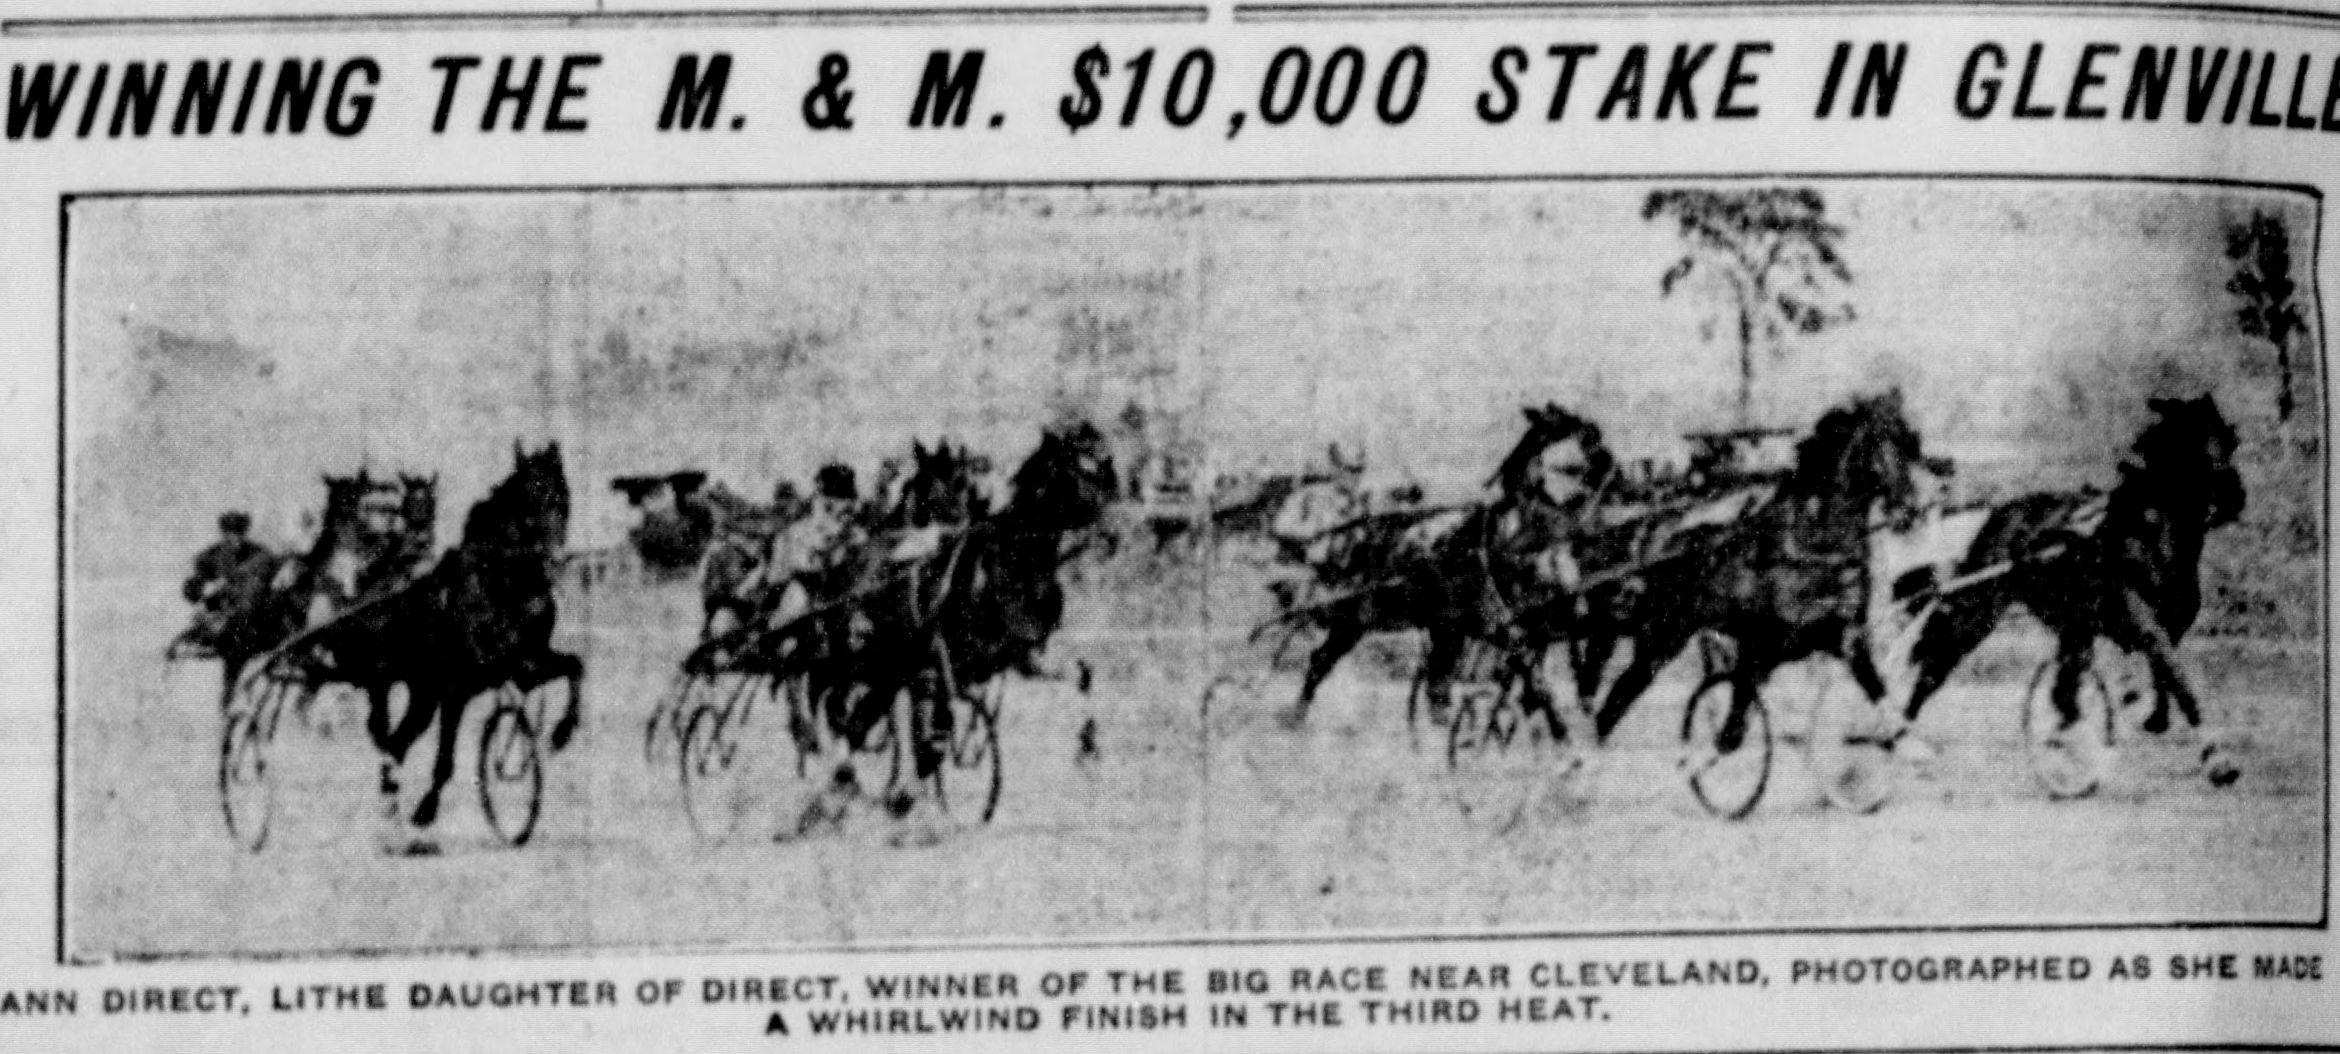 WINNING THE M. & M. $10,000 STAKE IN GLENVILLE
ANN DIRECT, LITHE DAUGHTER OF DIRECT, WINNER OF THE BIG RACE NEAR CLEVELAND, PHOTOGRAPHED AS SHE MADE
A WHIRLWIND FINISH IN THE THIRD HEAT.